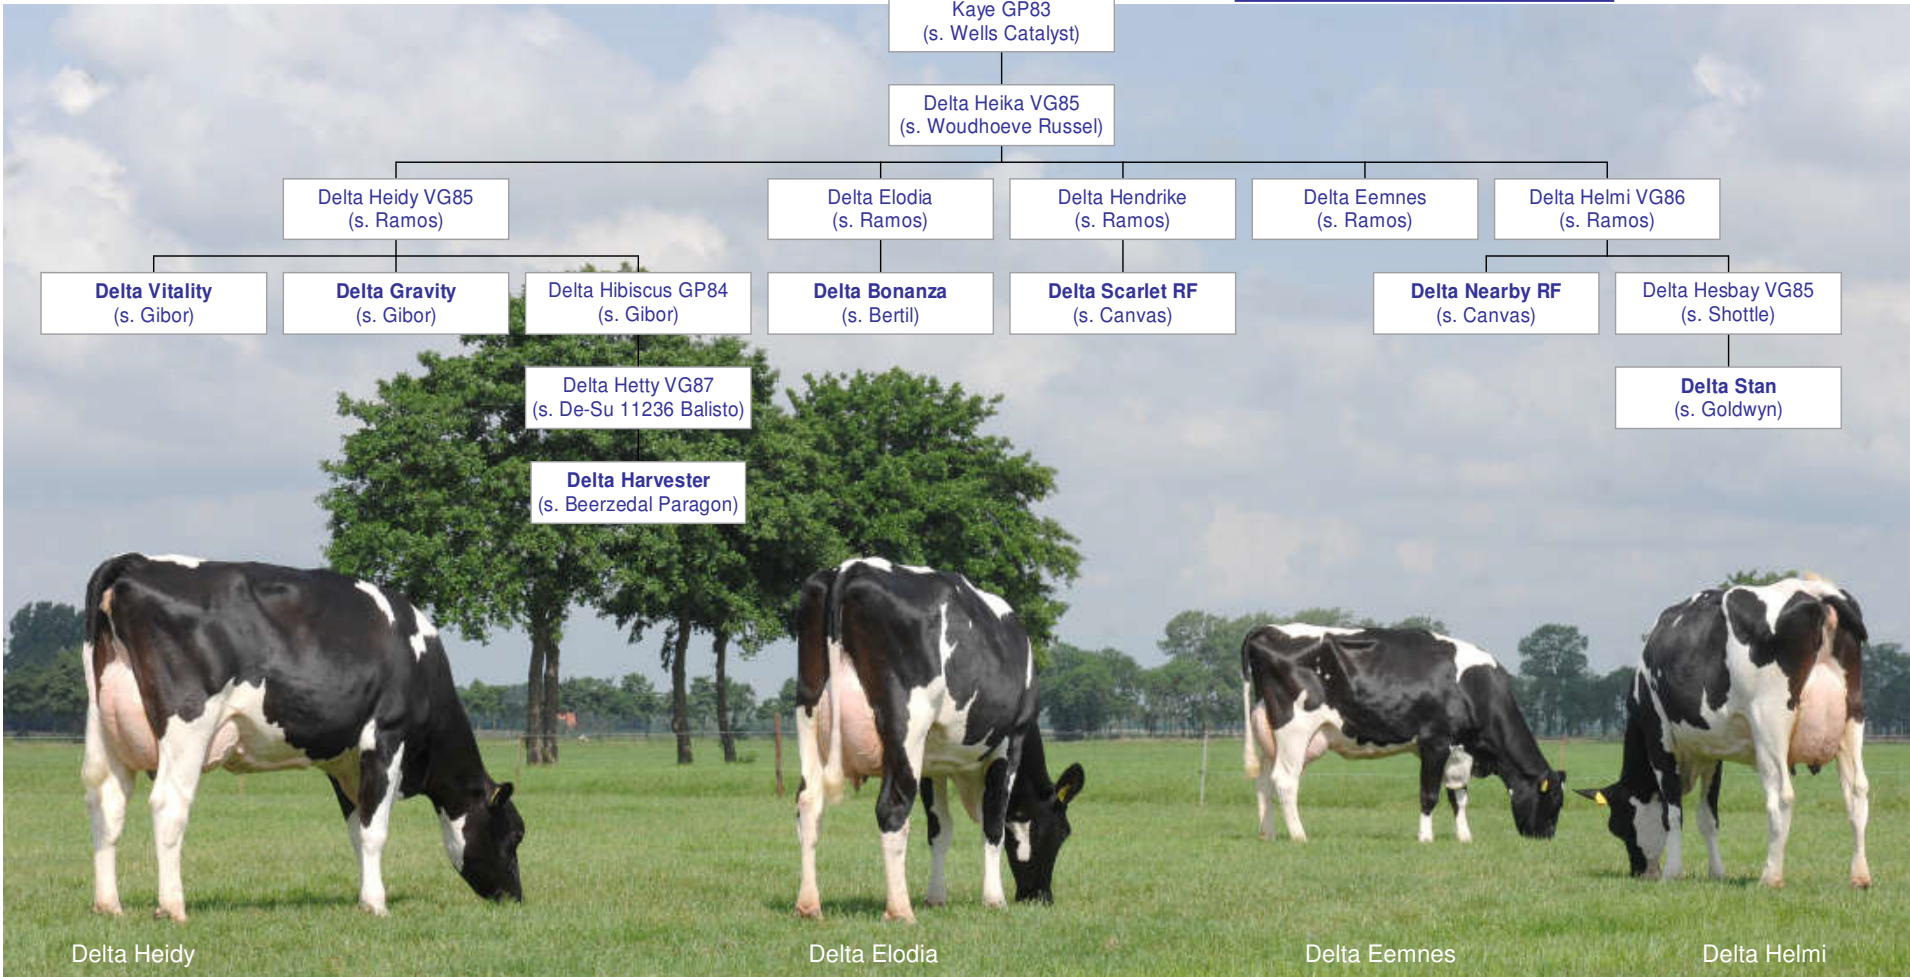 Kaye GP83
(s. Wells Catalyst)
Delta Heika VG85
(s. Woudhoeve Russel)
Delta Heidy VG85
(s. Ramos)
Delta Elodia
(s. Ramos)
Delta Hendrike
(s. Ramos)
Delta Eemnes
(s. Ramos)
Delta Helmi VG86
(s. Ramos)
Delta Vitality
(s. Gibor)
Delta Gravity
(s. Gibor)
Delta Hibiscus GP84
(s. Gibor)
Delta Bonanza
(s. Bertil)
Delta Scarlet RF
(s. Canvas)
Delta Nearby RF
(s. Canvas)
Delta Hesbay VG85
(s. Shottle)
Delta Hetty VG87
(s. De-Su 11236 Balisto)
Delta Stan
(s. Goldwyn)
Delta Harvester
(s. Beerzedal Paragon)
Delta Heidy
Delta Elodia
Delta Eemnes
Delta Helmi